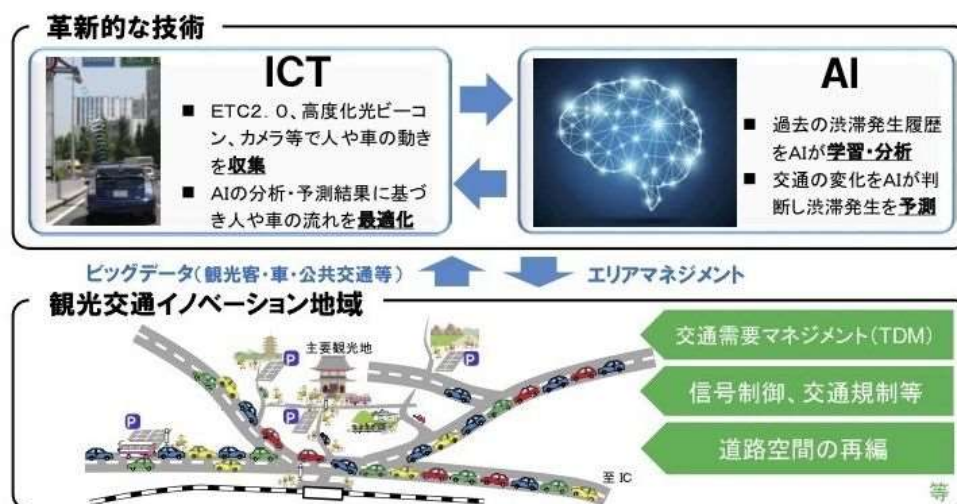 革新的な技術
ICT
■ ETC2.0、高度化光ビーコ
ン、カメラ等で人や車の動き
を収集
■ AIの分析・予測結果に基づ
き人や車の流れを最適化
AI
■ 過去の渋滞発生履歴
をAIが学習・分析
■ 交通の変化をAIが判
断し渋滞発生を予測
ビッグデータ(観光客・車・公共交通等)
エリアマネジメント
観光交通イノベーション地域
主要観光地
P
P
P
P
至 IC
交通需要マネジメント(TDM)
信号制御、交通規制等
道路空間の再編
等